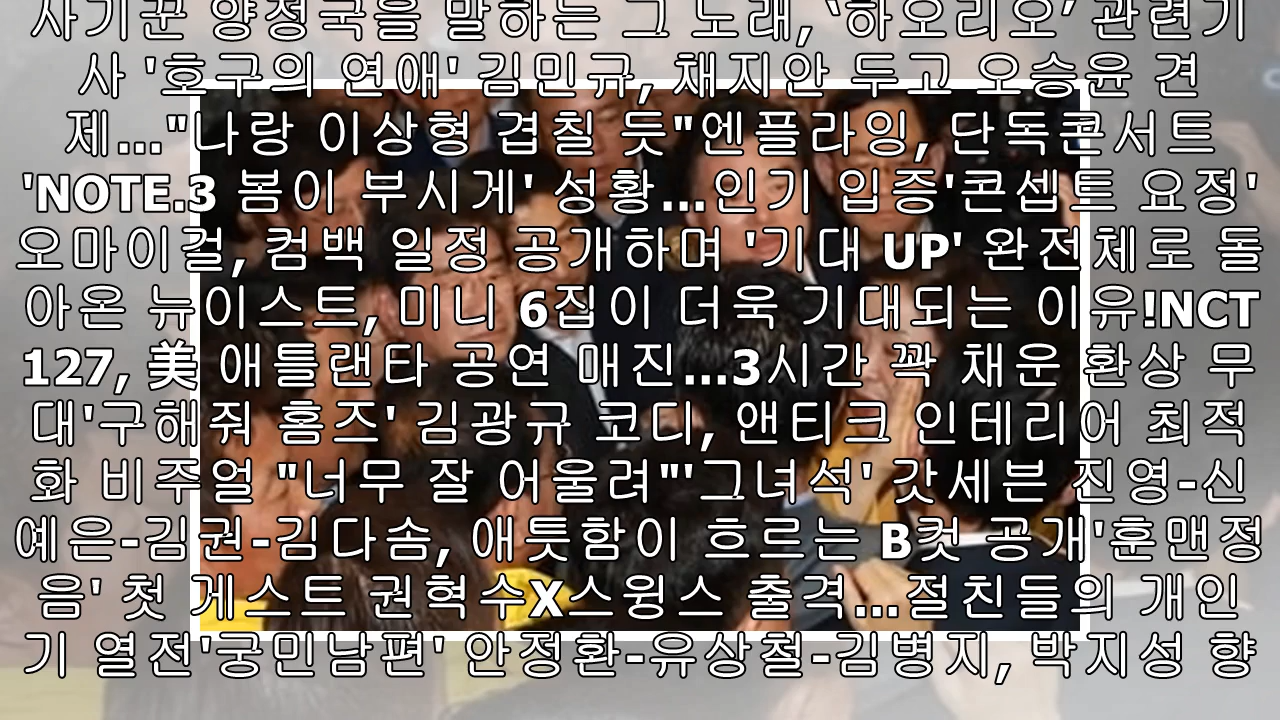 사기꾼 양정국을 말하는 그 노래, ‘하오리오’ 관련기
사 '호구의 연애' 김민규, 채지안 두고 오승윤 견
제..."나랑 이상형 겹칠 듯"엔플라잉, 단독콘서트
'NOTE.3 봄이 부시게' 성황...인기 입증'콘셉트 요정'
오마이걸, 컴백 일정 공개하며 '기대 UP' 완전체로 돌
아온 뉴이스트, 미니 6집이 더욱 기대되는 이유!NCT
127, 美 애틀랜타 공연 매진...3시간 꽉 채운 환상 무
대'구해줘 홈즈' 김광규 코디, 앤티크 인테리어 최적
화 비주얼 "너무 잘 어울려"'그녀석' 갓세븐 진영-신
예은-김권-김다솜, 애틋함이 흐르는 B컷 공개'훈맨정
음' 첫 게스트 권혁수X스윙스 출격...절친들의 개인
기 열전'궁민남편' 안정환-유상철-김병지, 박지성 향